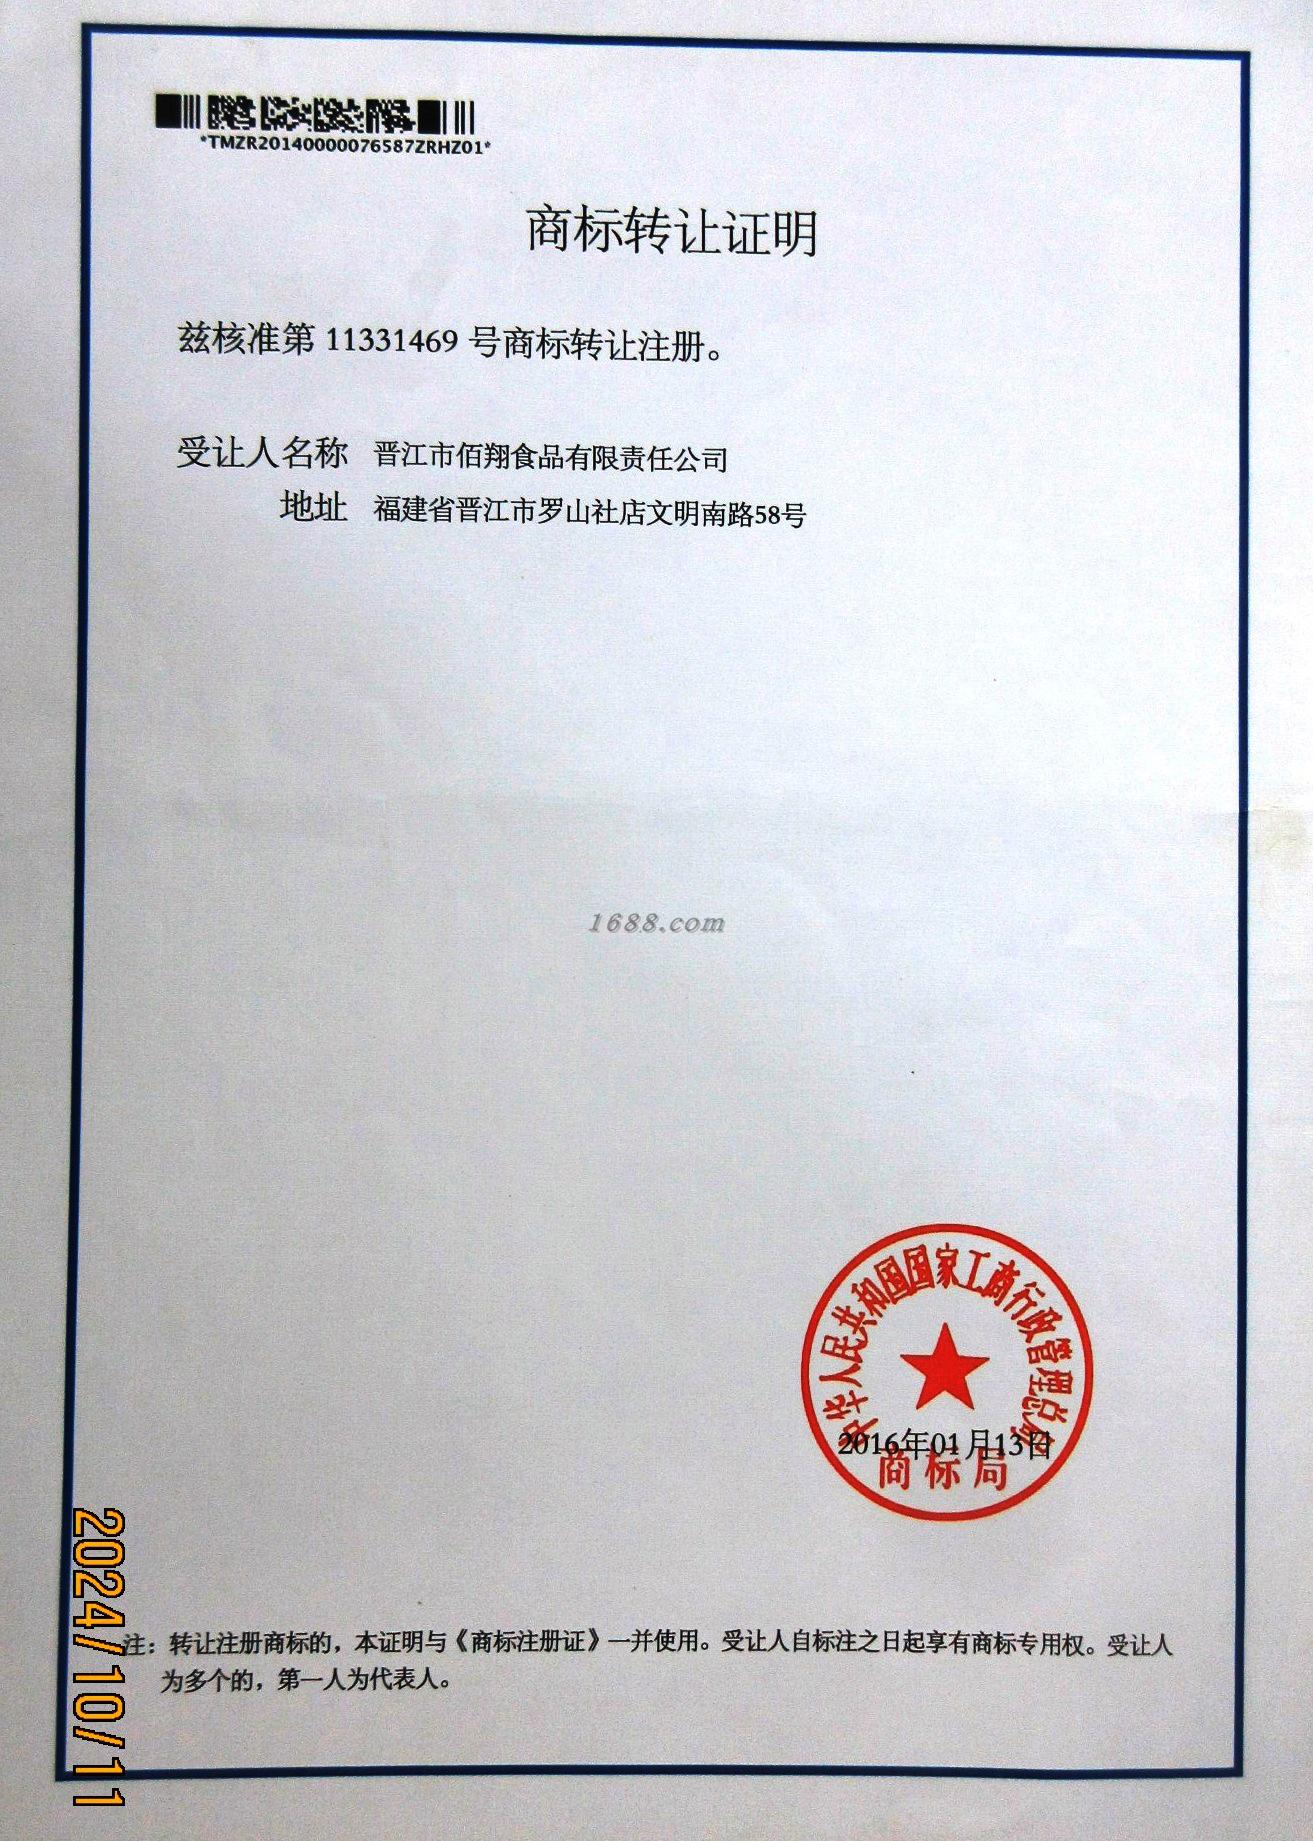 *TMZR20140000076587ZRHZ01*
商标转让证明
兹核准第 11331469 号商标转让注册。
受让人名称 晋江市佰翔食品有限责任公司
地址 福建省晋江市罗山社店文明南路58号
1688.com
中华人民共和国国家工商行政管理总局
2016年01月13日
商标局
注：转让注册商标的，本证明与《商标注册证》一并使用。受让人自标注之日起享有商标专用权。受让人
为多个的，第一人为代表人。
2024/10/11